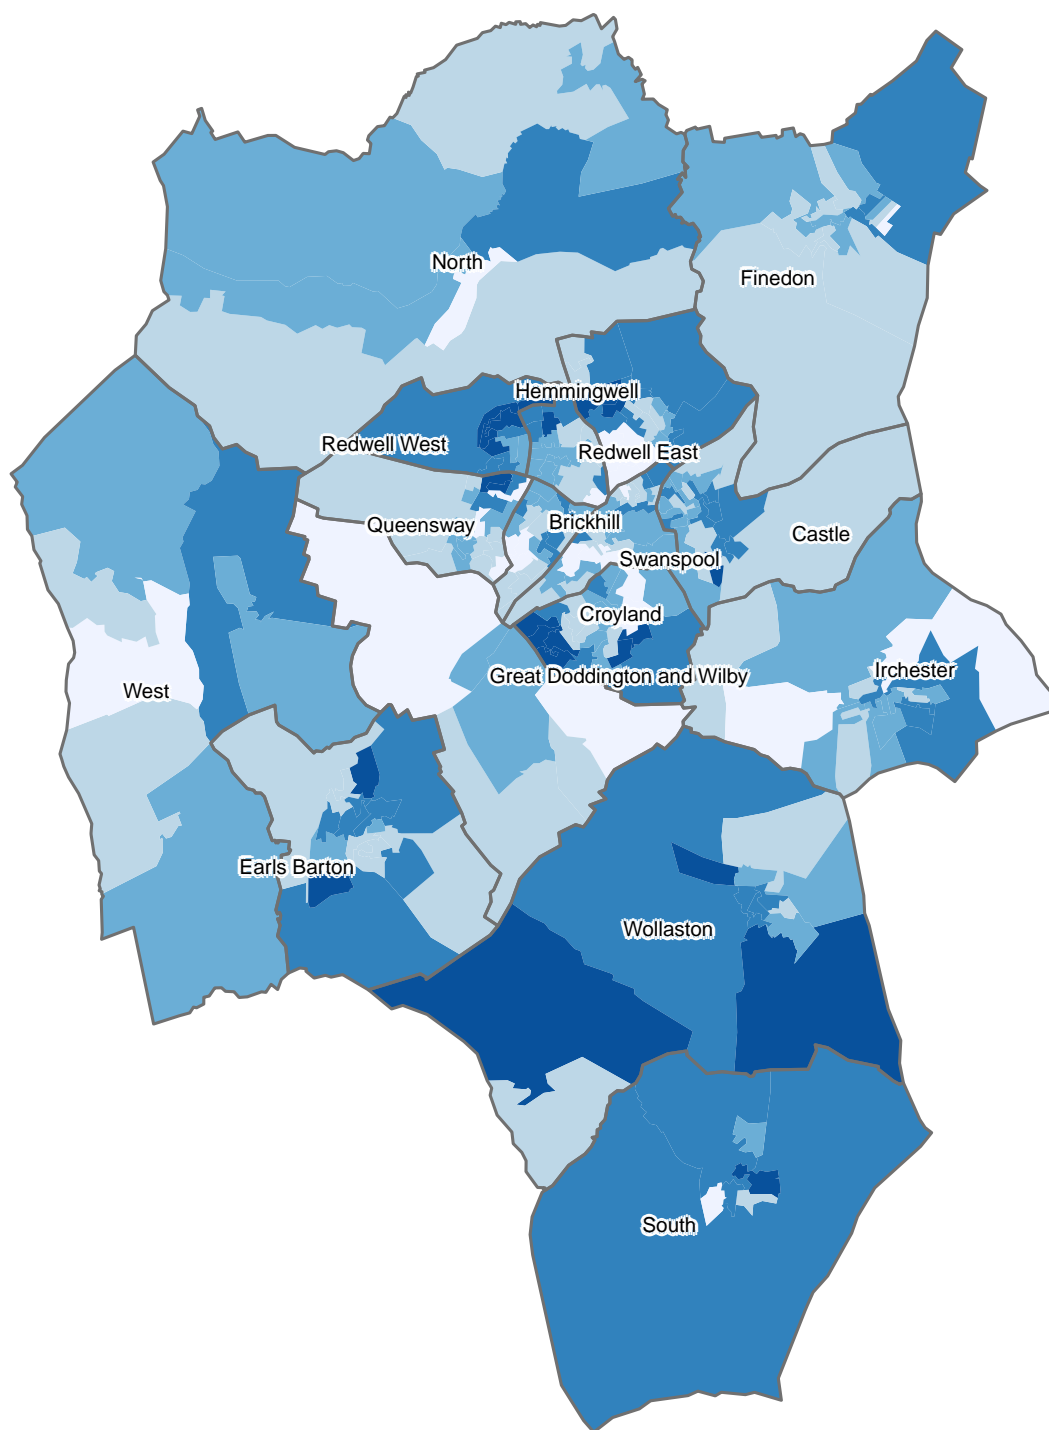 North
Finedon
Hemmingwell
Redwell West
Redwell East
Queensway
Brickhill
Castle
Swanspool
Croyland
Great Doddington and Wilby
Irchester
West
Earls Barton
Wollaston
South